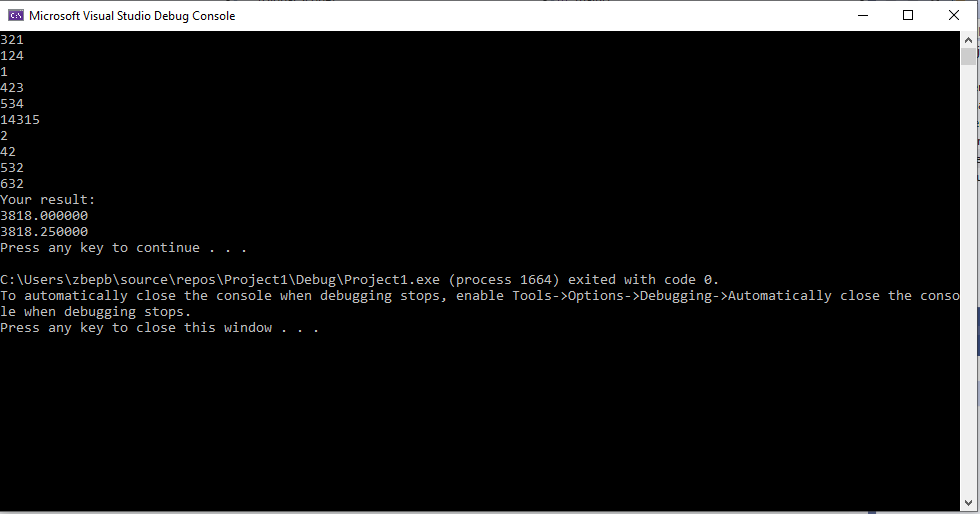 Microsoft Visual Studio Debug Console
321
124
1
423
534
14315
2
42
532
632
Your result:
3818.000000
3818.250000
Press any key to continue . . .
C:\Users\zbepb\source\repos\Project1\Debug\Project1.exe (process 1664) exited with code 0.
To automatically close the console when debugging stops, enable Tools->Options->Debugging->Automatically close the conso
le when debugging stops.
Press any key to close this window . . .